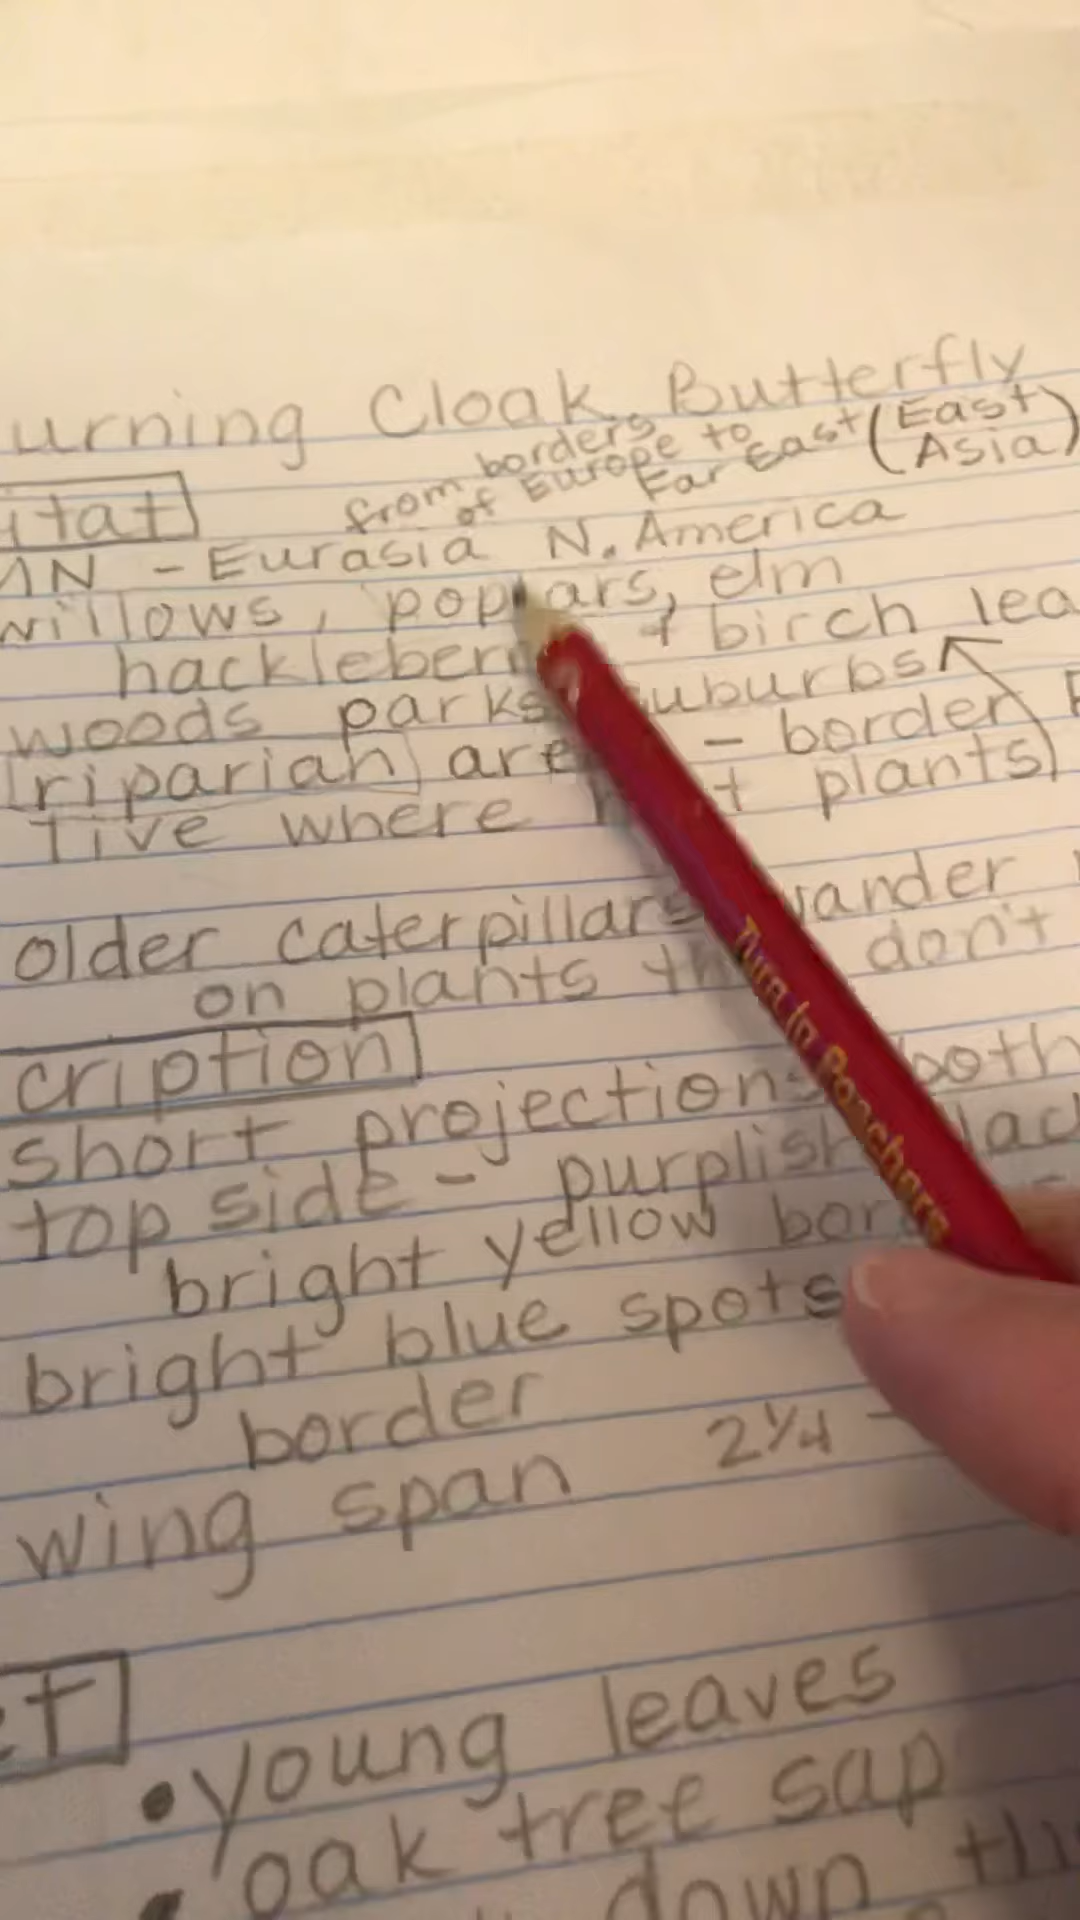 urning Cloak Butterfly
from borders of Europe to Far East (East Asia)
itat
MN - Eurasia N. America
willows, poplars, elm
hackleberr + birch lea
woods parks suburbs
riparian are - border
live where plants)
older caterpillars wander
on plants don't
cription
short projections both
top side - purplish lac
bright yellow bor
bright blue spots
border
wing span 2 1/4 -
et
• young leaves
• oak tree sap
down
Turn in Poachers